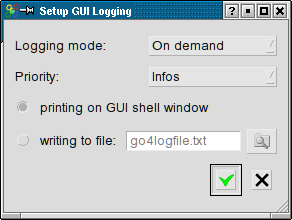 Setup GUI Logging
Logging mode: On demand
Priority: Infos
printing on GUI shell window
writing to file: go4logfile.txt